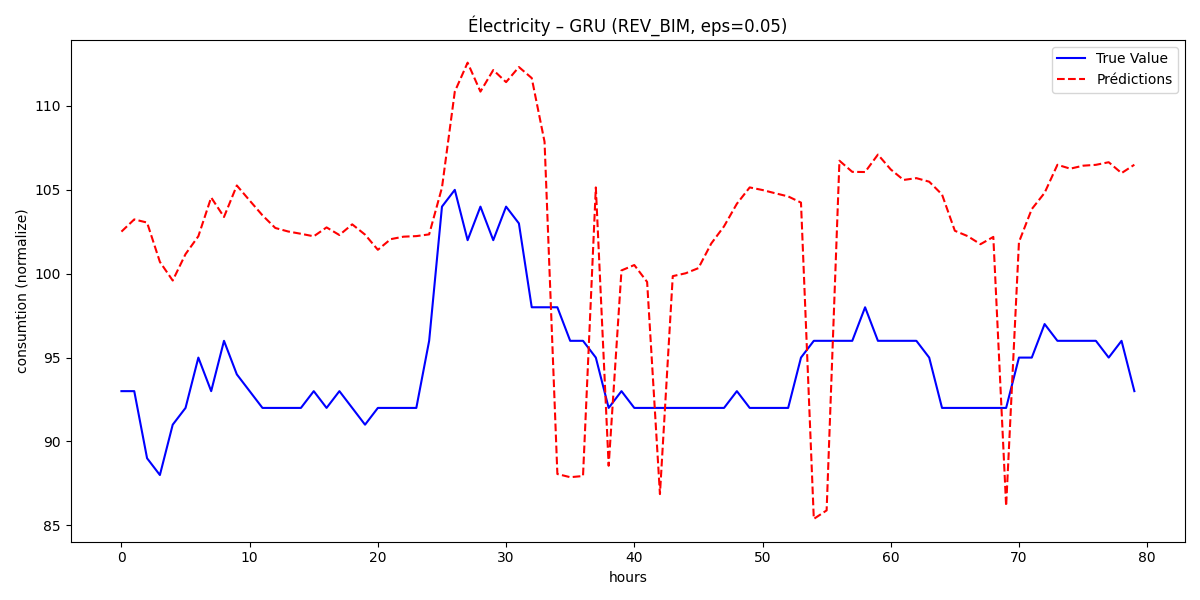 Électricity – GRU (REV_BIM, eps=0.05)
True Value
Prédictions
consumtion (normalize)
110
105
100
95
90
85
0 10 20 30 40 50 60 70 80
hours